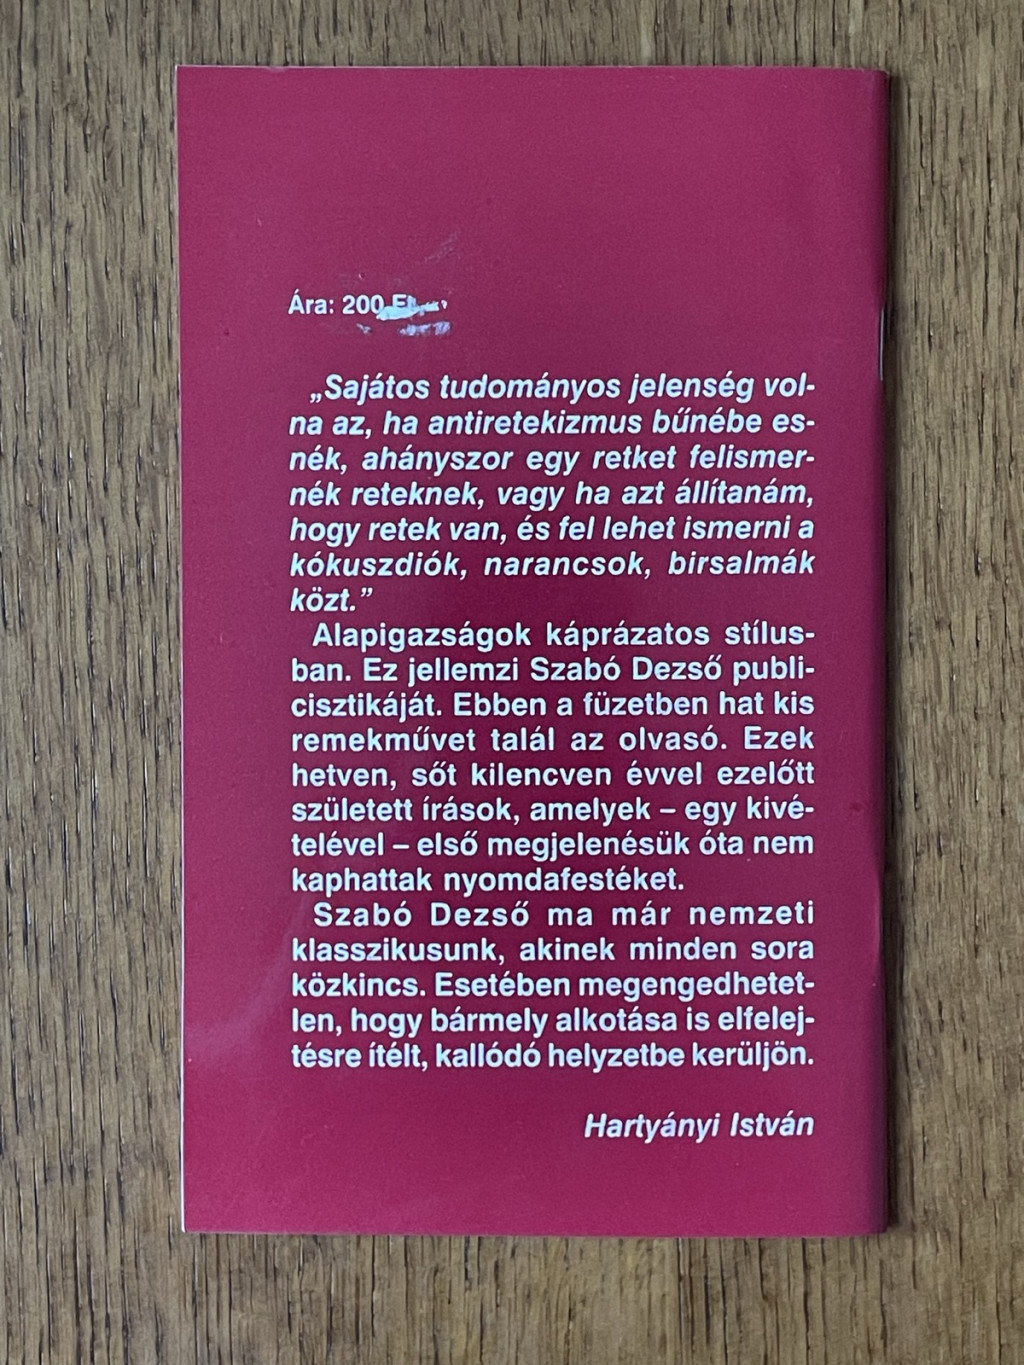 Ára: 200 Ft
„Sajátos tudományos jelenség vol-
na az, ha antiretekizmus bűnébe es-
nék, ahányszor egy retket felismer-
nék reteknek, vagy ha azt állítanám,
hogy retek van, és fel lehet ismerni a
kókuszdiók, narancsok, birsalmák
közt.”
Alapigazságok káprázatos stílus-
ban. Ez jellemzi Szabó Dezső publi-
cisztikáját. Ebben a füzetben hat kis
remekművet talál az olvasó. Ezek
hetven, sőt kilencven évvel ezelőtt
született írások, amelyek – egy kivé-
telével – első megjelenésük óta nem
kaphattak nyomdafestéket.
Szabó Dezső ma már nemzeti
klasszikusunk, akinek minden sora
közkincs. Esetében megengedhetet-
len, hogy bármely alkotása is elfelej-
tésre ítélt, kallódó helyzetbe kerüljön.
Hartyányi István